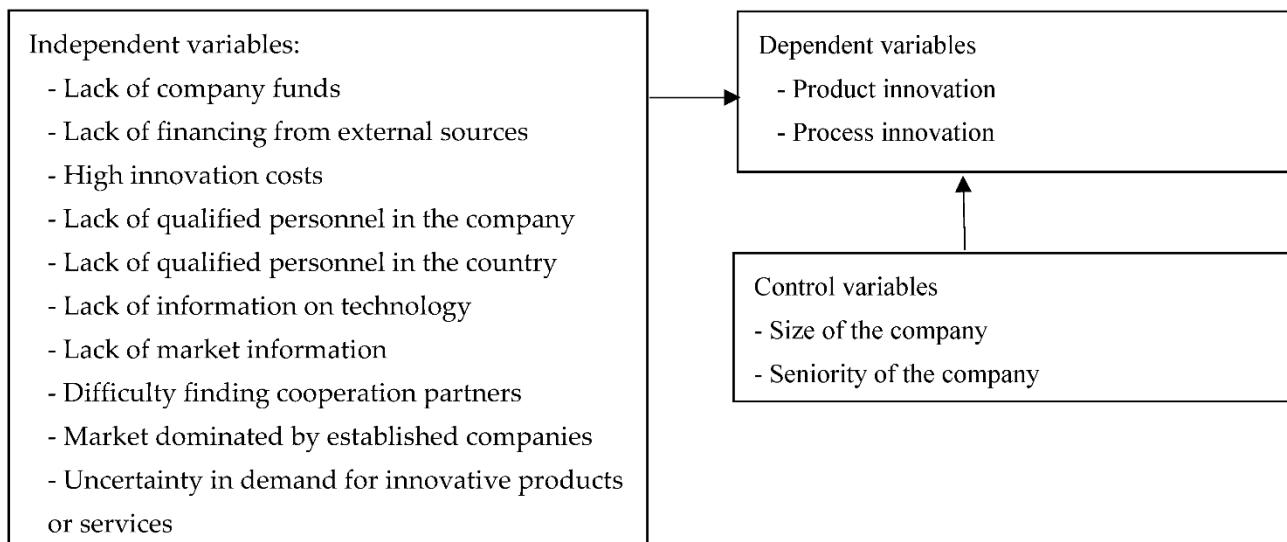 Independent variables:
- Lack of company funds
- Lack of financing from external sources
- High innovation costs
- Lack of qualified personnel in the company
- Lack of qualified personnel in the country
- Lack of information on technology
- Lack of market information
- Difficulty finding cooperation partners
- Market dominated by established companies
- Uncertainty in demand for innovative products
or services
Dependent variables
- Product innovation
- Process innovation
Control variables
- Size of the company
- Seniority of the company